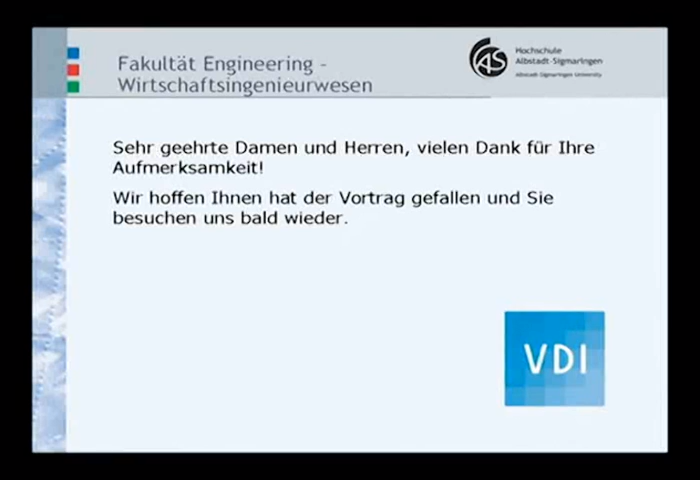 Fakultät Engineering -
Wirtschaftsingenieurwesen
AS
Hochschule
Albstadt-Sigmaringen
Albstadt-Sigmaringen University
Sehr geehrte Damen und Herren, vielen Dank für Ihre
Aufmerksamkeit!
Wir hoffen Ihnen hat der Vortrag gefallen und Sie
besuchen uns bald wieder.
VDI